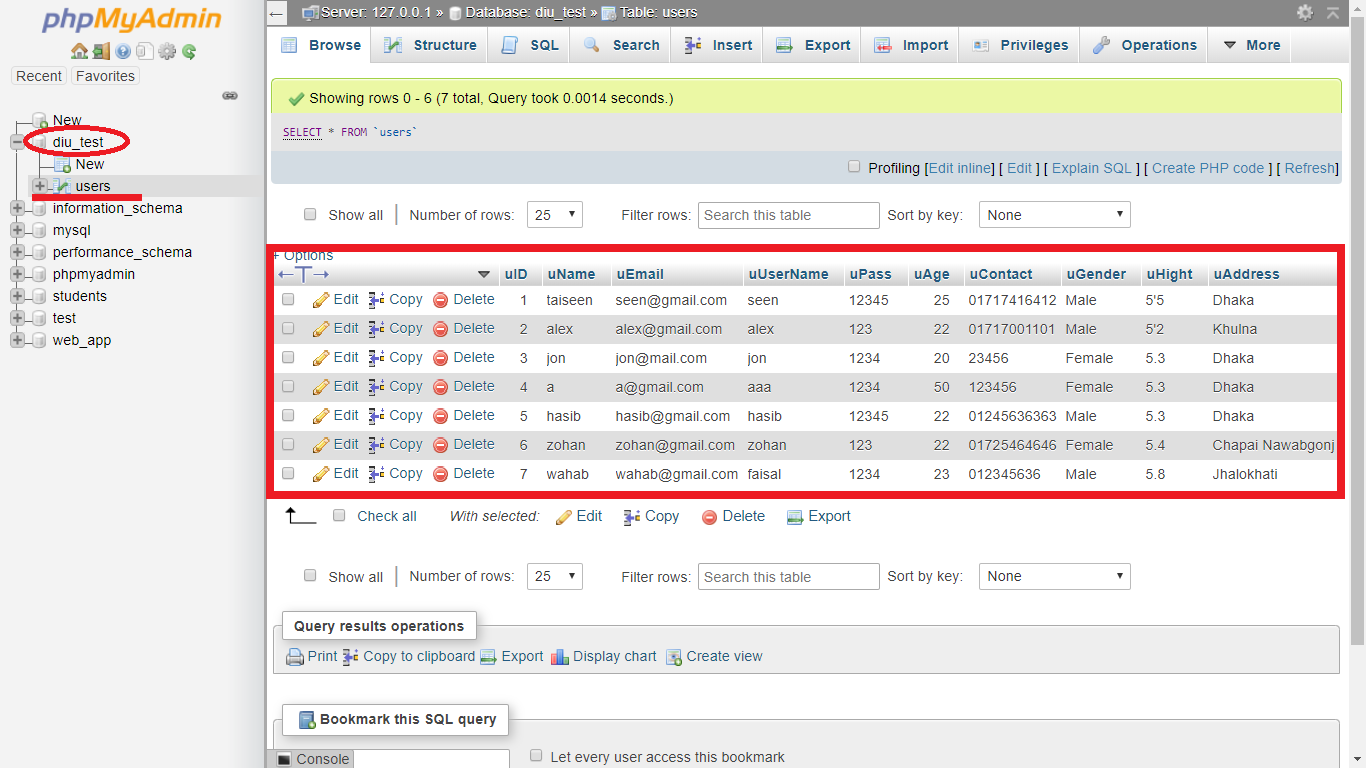 phpMyAdmin
Recent Favorites
New
diu_test
New
users
information_schema
mysql
performance_schema
phpmyadmin
students
test
web_app
Server: 127.0.0.1 » Database: diu_test » Table: users
Browse Structure SQL Search Insert Export Import Privileges Operations More
Showing rows 0 - 6 (7 total, Query took 0.0014 seconds.)
SELECT * FROM `users`
Profiling [Edit inline] [ Edit ] [ Explain SQL ] [ Create PHP code ] [ Refresh]
Show all Number of rows: 25 Filter rows: Search this table Sort by key: None
+ Options
←T→ uID uName uEmail uUserName uPass uAge uContact uGender uHight uAddress
Edit Copy Delete 1 taiseen seen@gmail.com seen 12345 25 01717416412 Male 5'5 Dhaka
Edit Copy Delete 2 alex alex@gmail.com alex 123 22 01717001101 Male 5'2 Khulna
Edit Copy Delete 3 jon jon@mail.com jon 1234 20 23456 Female 5.3 Dhaka
Edit Copy Delete 4 a a@gmail.com aaa 1234 50 123456 Female 5.3 Dhaka
Edit Copy Delete 5 hasib hasib@gmail.com hasib 12345 22 01245636363 Male 5.3 Dhaka
Edit Copy Delete 6 zohan zohan@gmail.com zohan 123 22 01725464646 Female 5.4 Chapai Nawabgonj
Edit Copy Delete 7 wahab wahab@gmail.com faisal 1234 23 012345636 Male 5.8 Jhalokhati
Check all With selected: Edit Copy Delete Export
Show all Number of rows: 25 Filter rows: Search this table Sort by key: None
Query results operations
Print Copy to clipboard Export Display chart Create view
Bookmark this SQL query
Console Let every user access this bookmark